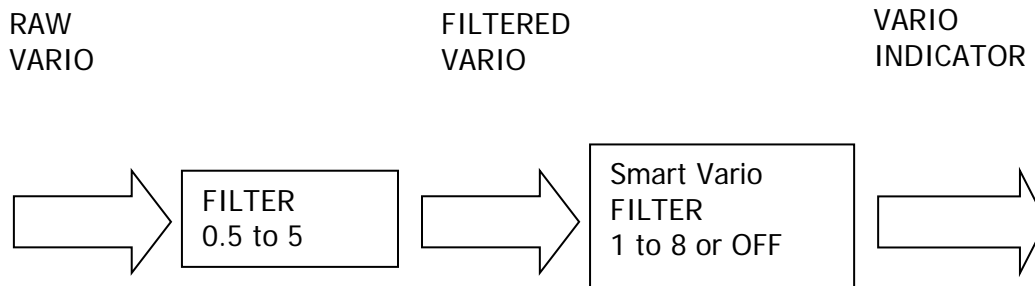 RAW
VARIO
FILTERED
VARIO
VARIO
INDICATOR
FILTER
0.5 to 5
Smart Vario
FILTER
1 to 8 or OFF